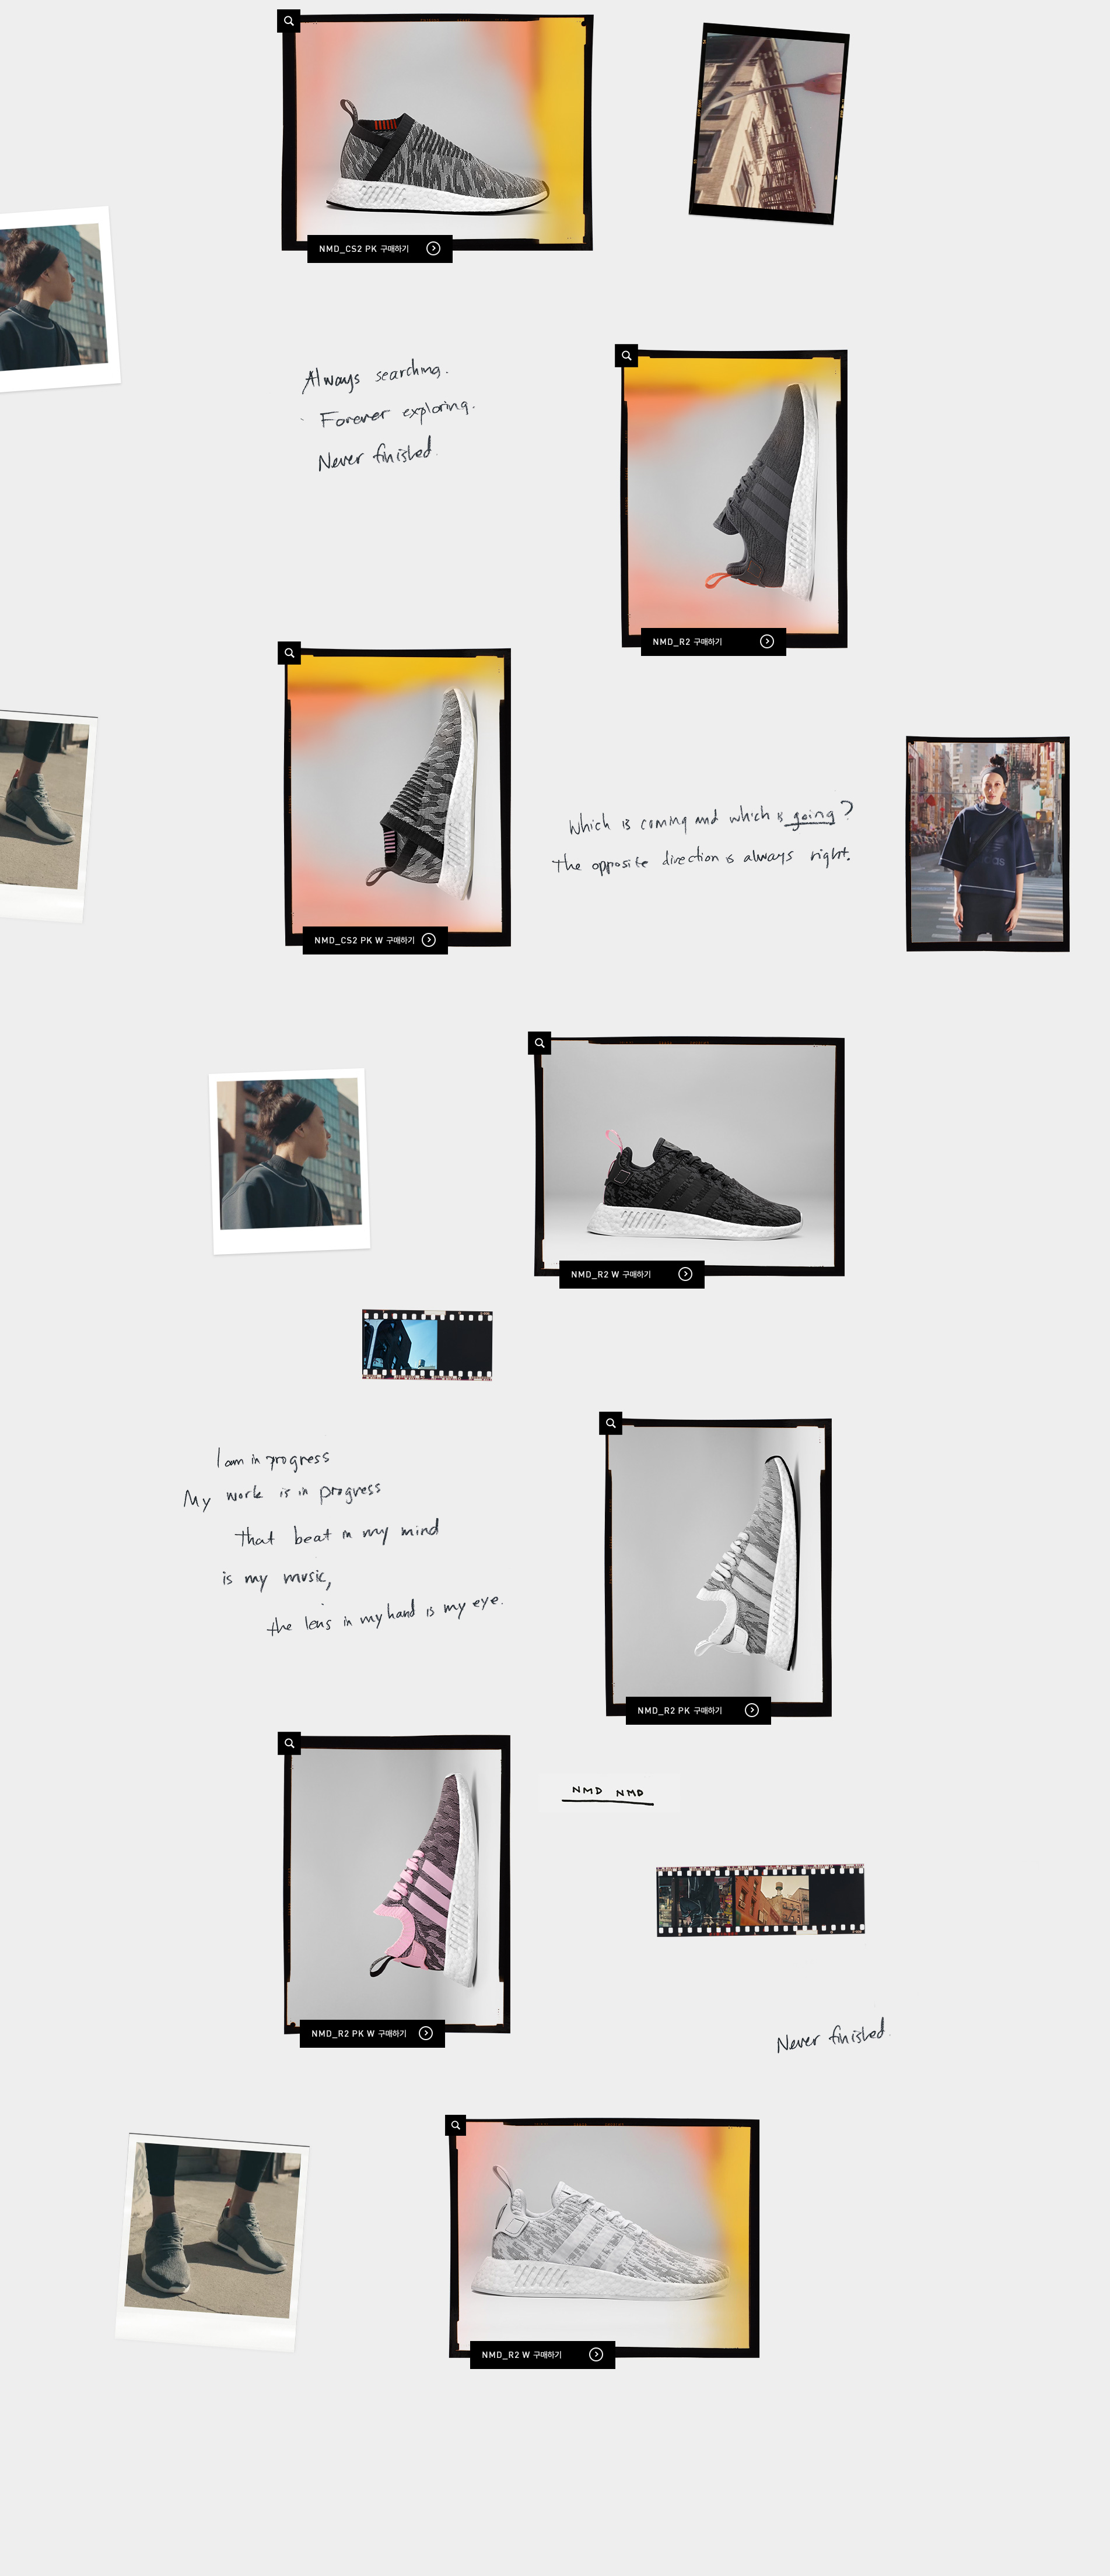 NMD_CS2 PK 구매하기
Always searching.
Forever exploring.
Never finished.
NMD_R2 구매하기
NMD_CS2 PK W 구매하기
Which is coming and which is going?
The opposite direction is always right.
adidas
NMD_R2 W 구매하기
I am in progress
My work is in progress
that beat in my mind
is my music,
the lens in my hand is my eye.
NMD_R2 PK 구매하기
NMD NMD
NMD_R2 PK W 구매하기
Never finished.
NMD_R2 W 구매하기